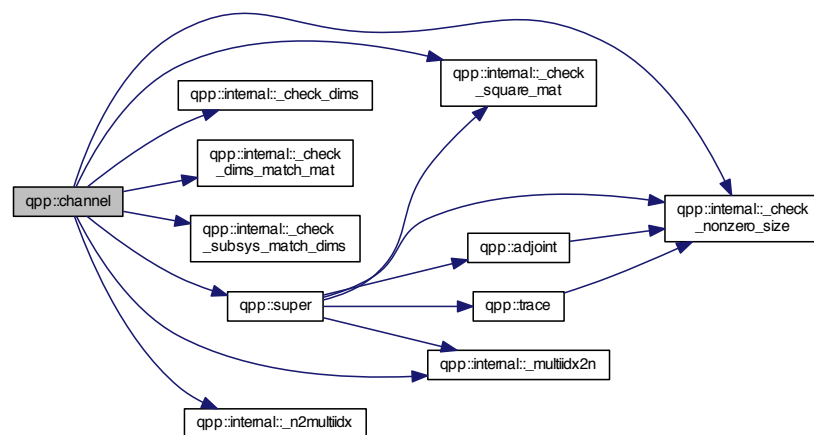 qpp::channel
qpp::internal::_check_dims
qpp::internal::_check
_dims_match_mat
qpp::internal::_check
_subsys_match_dims
qpp::super
qpp::internal::_n2multiidx
qpp::internal::_check
_square_mat
qpp::adjoint
qpp::trace
qpp::internal::_multiidx2n
qpp::internal::_check
_nonzero_size